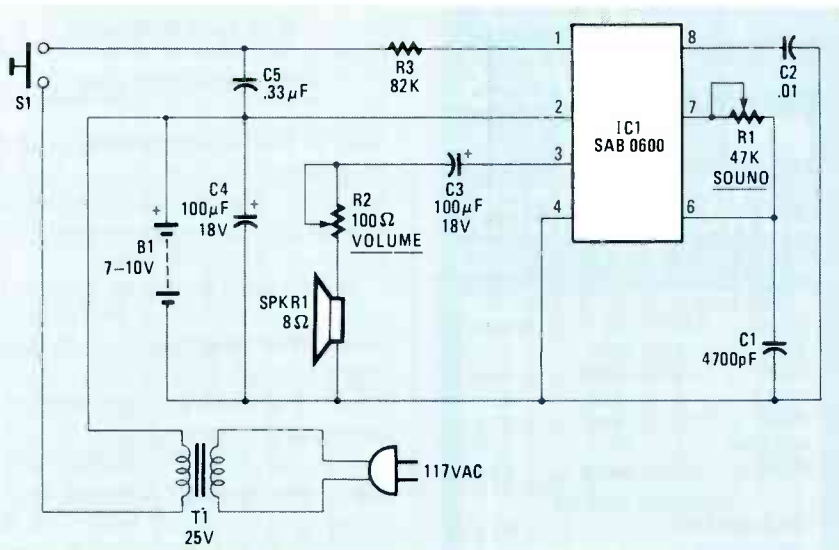 S1
C5
.33µF
R3
82K
1
2
3
4
IC1
SAB 0600
8
7
6
C2
.01
R1
47K
SOUNO
B1
7–10V
+
C4
100µF
18V
+
R2
100Ω
VOLUME
C3
100µF
18V
+
SPKR1
8Ω
C1
4700pF
T1
25V
117VAC